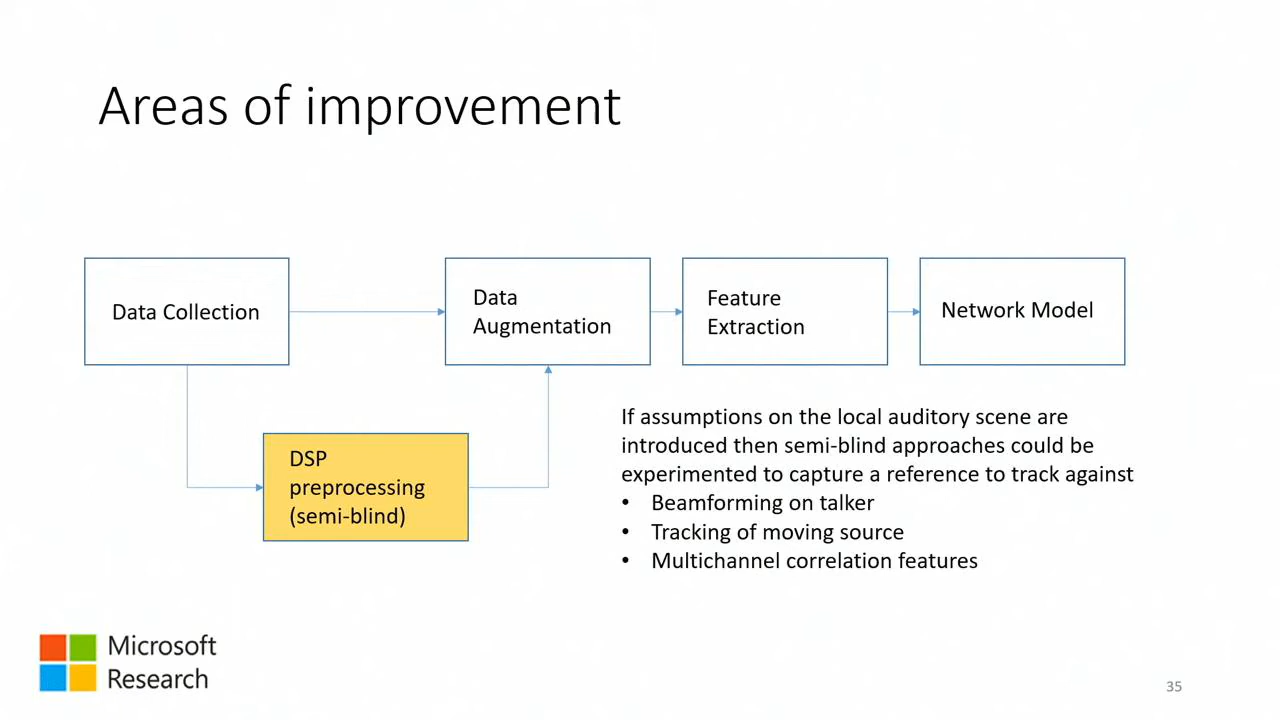 Areas of improvement
Data Collection
Data
Augmentation
Feature
Extraction
Network Model
DSP
preprocessing
(semi-blind)
If assumptions on the local auditory scene are
introduced then semi-blind approaches could be
experimented to capture a reference to track against
• Beamforming on talker
• Tracking of moving source
• Multichannel correlation features
Microsoft
Research
35